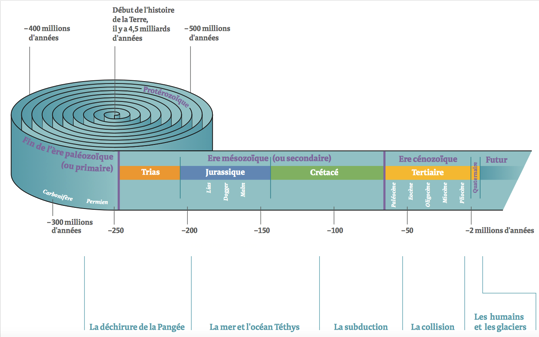 Début de l'histoire
de la Terre,
il y a 4,5 milliards
d'années
−400 millions
d'années
−500 millions
d'années
Protérozoïque
Fin de l'ère paléozoïque
(ou primaire)
Carbonifère
Permien
Ere mésozoïque (ou secondaire)
Ere cénozoïque
Futur
Trias
Jurassique
Crétacé
Tertiaire
Quaternaire
Lias
Dogger
Malm
Paléocène
Eocène
Oligocène
Miocène
Pliocène
−300 millions
d'années
−250
−200
−150
−100
−50
−2 millions d'années
La déchirure de la Pangée
La mer et l'océan Téthys
La subduction
La collision
Les humains
et les glaciers